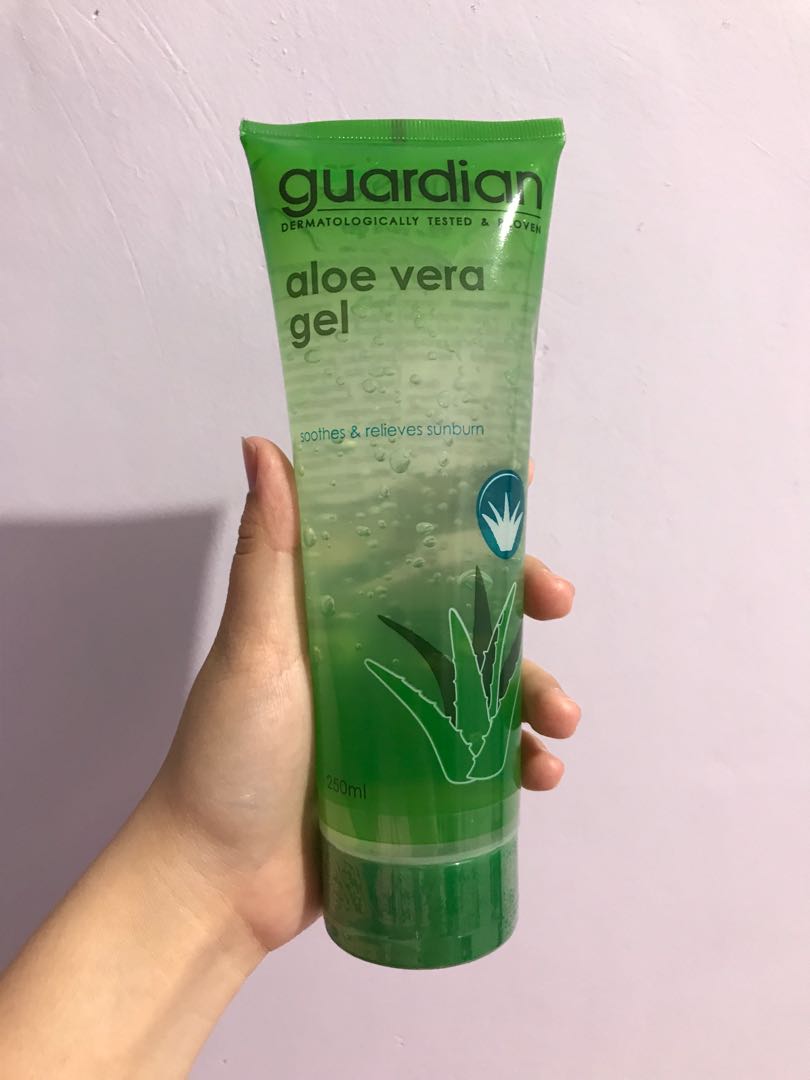 guardian
DERMATOLOGICALLY TESTED & PROVEN
aloe vera
gel
soothes & relieves sunburn
250ml